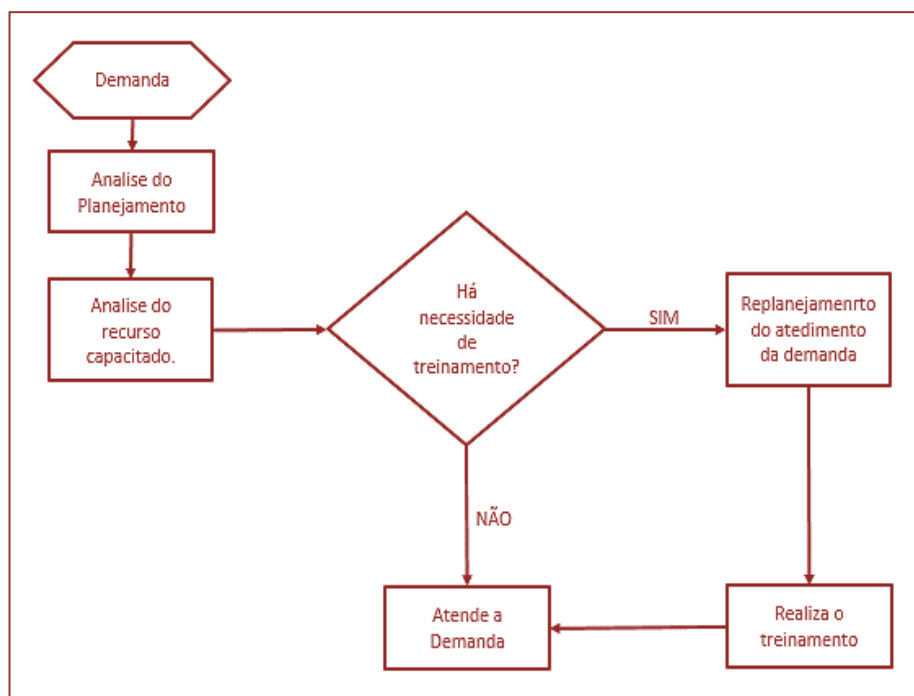 Demanda
Analise do
Planejamento
Analise do
recurso
capacitado.
Há
necessidade
de
treinamento?
SIM
Replanejamenrto
do atedimento
da demanda
NÃO
Atende a
Demanda
Realiza o
treinamento